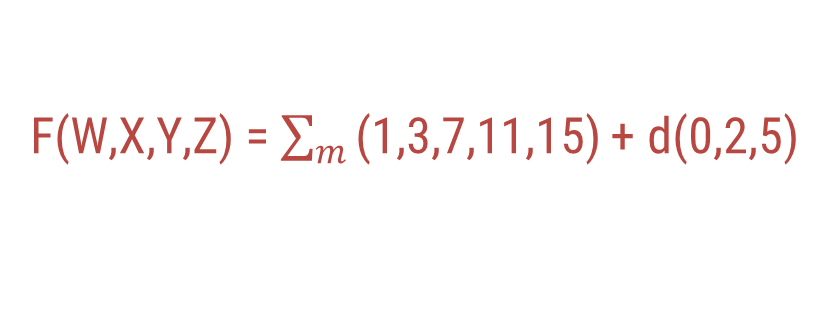 F(W,X,Y,Z) = ∑m (1,3,7,11,15) + d(0,2,5)